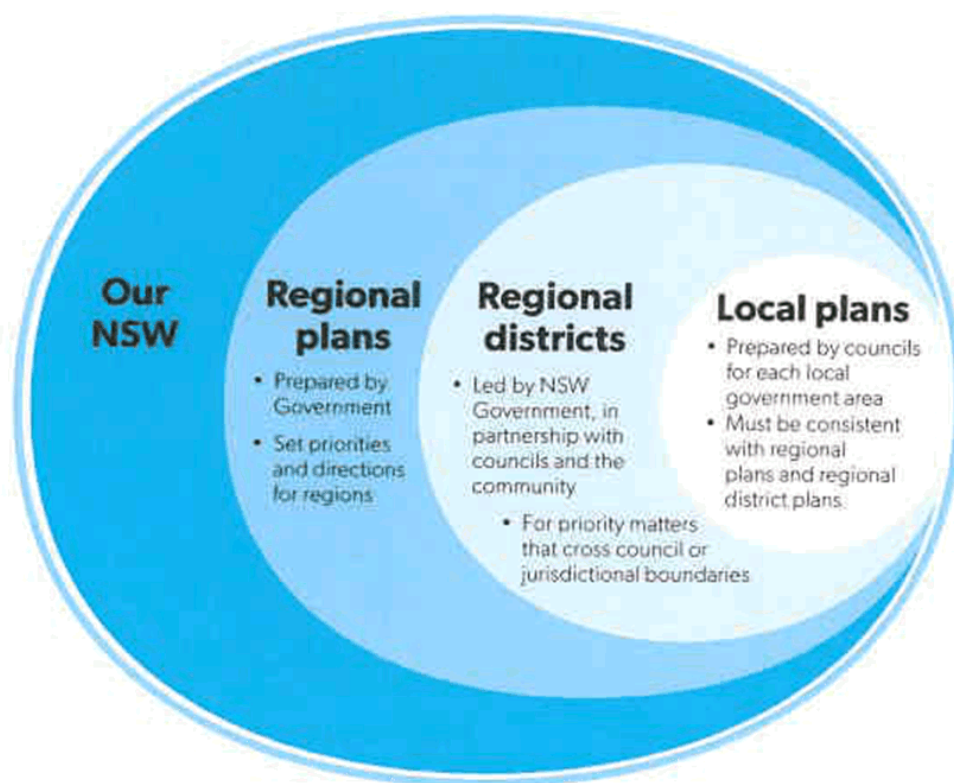 Our
NSW
Regional
plans
• Prepared by
Government
• Set priorities
and directions
for regions
Regional
districts
• Led by NSW
Government, in
partnership with
councils and the
community
• For priority matters
that cross council or
jurisdictional boundaries
Local plans
• Prepared by councils
for each local
government area
• Must be consistent
with regional
plans and regional
district plans